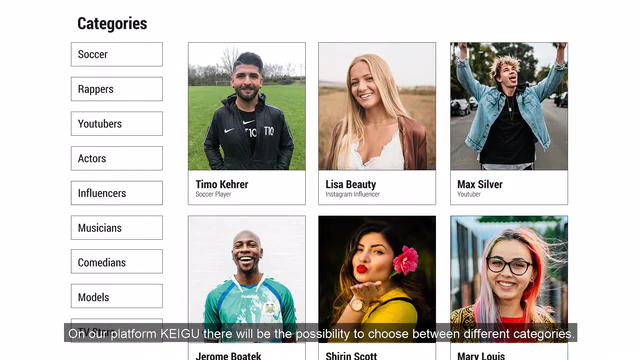 Categories
Soccer
Rappers
Youtubers
Actors
Influencers
Musicians
Comedians
Models
Timo Kehrer
Soccer Player
Lisa Beauty
Instagram Influencer
Max Silver
Youtuber
Jerome Boatek
Shirin Scott
Mary Louis
On our platform KEIGU there will be the possibility to choose between different categories.